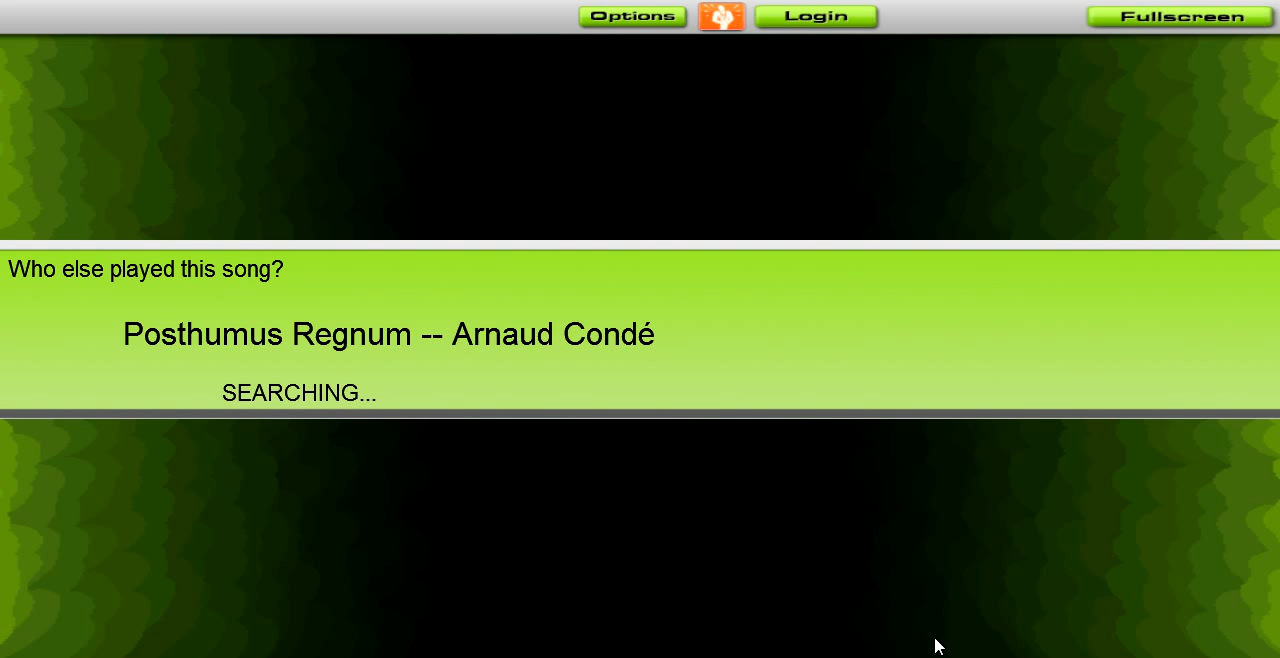 Options
Login
Fullscreen
Who else played this song?
Posthumus Regnum -- Arnaud Condé
SEARCHING...